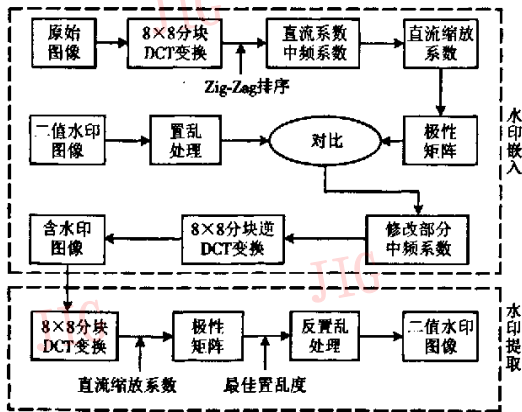 JIG
原始
图像
8×8分块
DCT变换
直流系数
中频系数
直流缩放
系数
Zig-Zag排序
二值水印
图像
置乱
处理
对比
极性
矩阵
水印嵌入
含水印
图像
8×8分块逆
DCT变换
修改部分
中频系数
JIG
JIG
8×8分块
DCT变换
极性
矩阵
反置乱
处理
二值水印
图像
水印提取
直流缩放系数
最佳置乱度